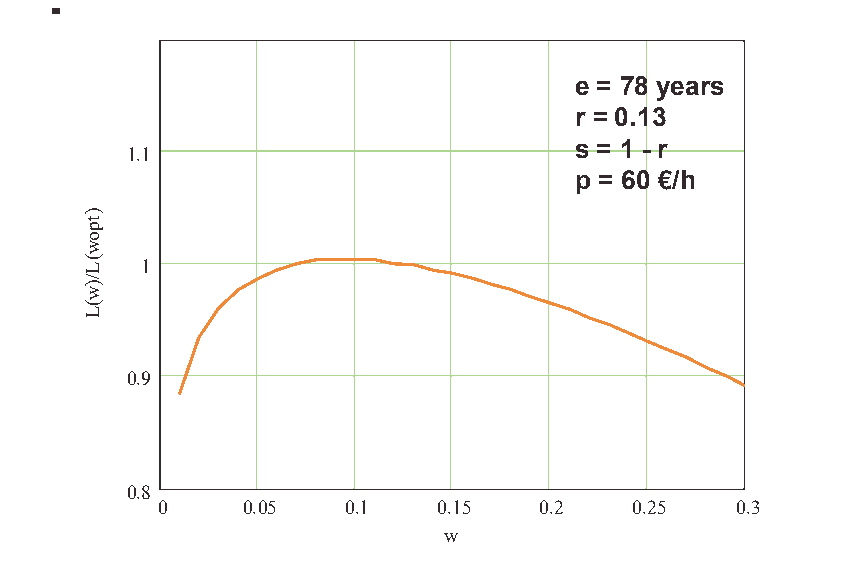 e = 78 years
r = 0.13
1.1
s = 1 - r
p = 60 €/h
L(w)/L(wopt)
1
0.9
0.8
0
0.05
0.1
0.15
0.2
0.25
0.3
w